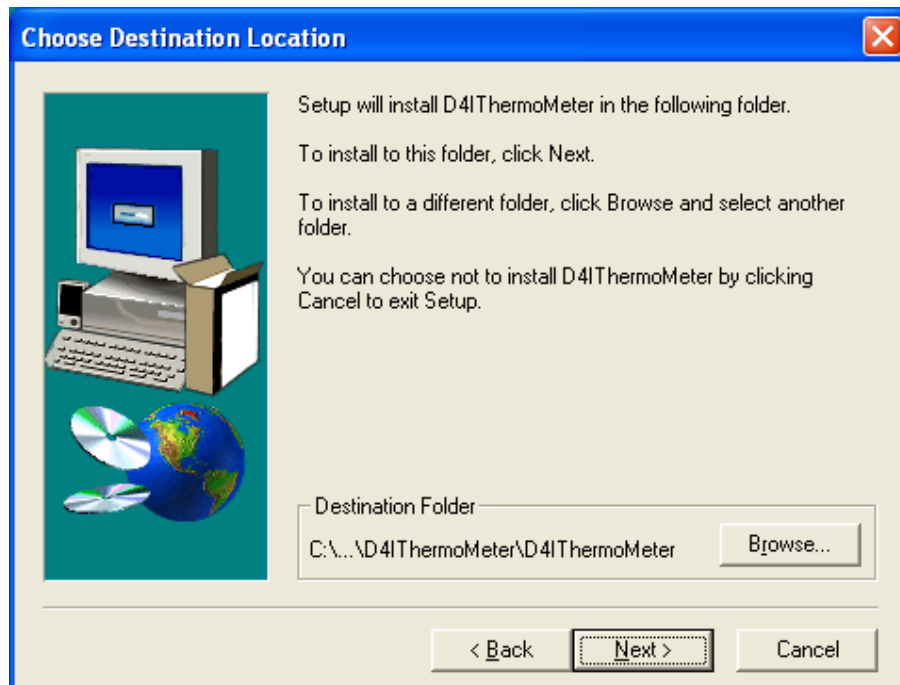 Choose Destination Location
Setup will install D4IThermoMeter in the following folder.
To install to this folder, click Next.
To install to a different folder, click Browse and select another
folder.
You can choose not to install D4IThermoMeter by clicking
Cancel to exit Setup.
Destination Folder
C:\...\D4IThermoMeter\D4IThermoMeter
Browse...
< Back
Next >
Cancel